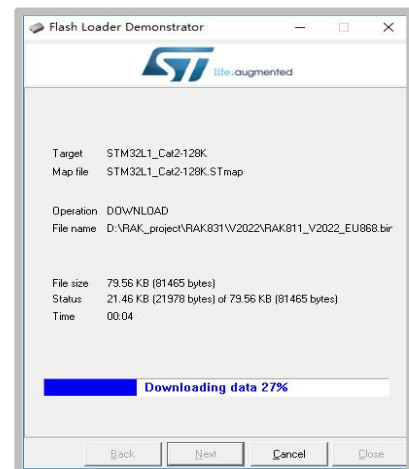 Flash Loader Demonstrator
life.augmented
Target STM32L1_Cat2-128K
Map file STM32L1_Cat2-128K.STmap
Operation DOWNLOAD
File name D:\RAK_project\RAK831\V2022\RAK811_V2022_EU868.bin
File size 79.56 KB (81465 bytes)
Status 21.46 KB (21978 bytes) of 79.56 KB (81465 bytes)
Time 00:04
Downloading data 27%
Back Next Cancel Close